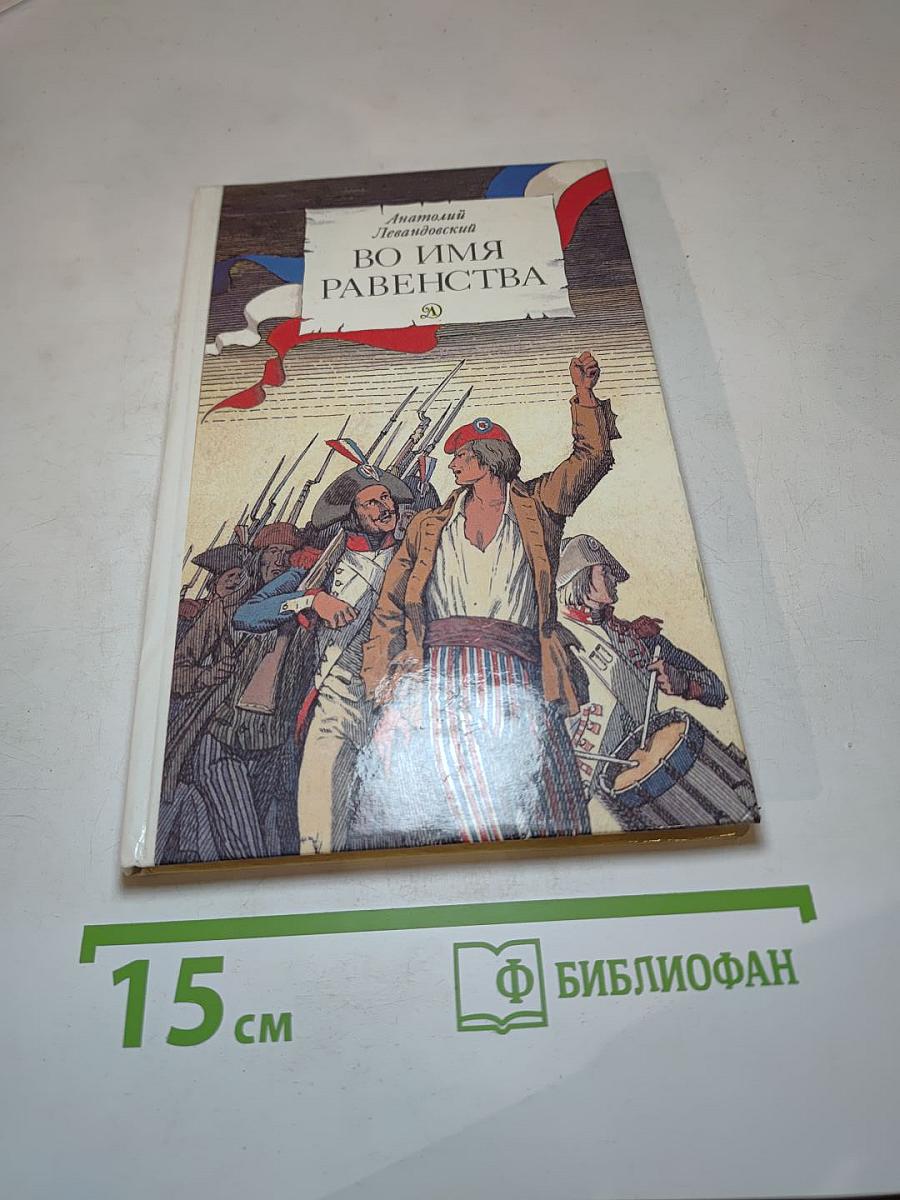 Анатолий
Левандовский
ВО ИМЯ
РАВЕНСТВА
15 см
Ф БИБЛИОФАН